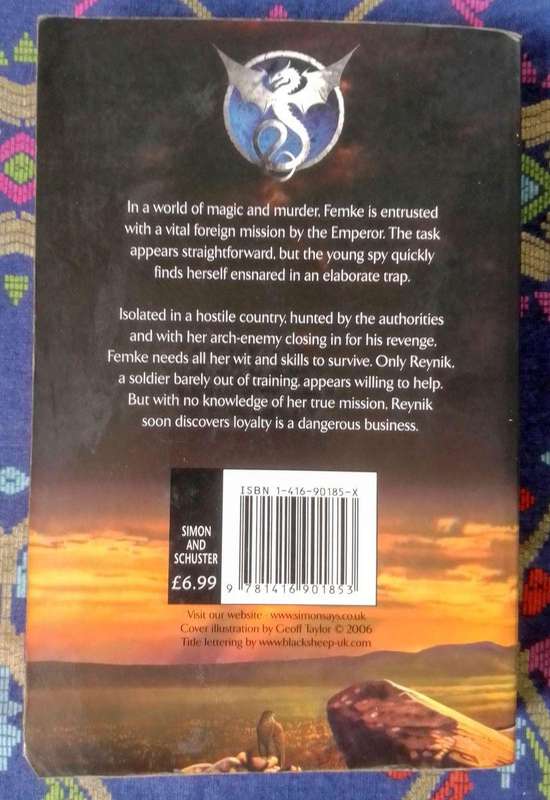 In a world of magic and murder, Femke is entrusted
with a vital foreign mission by the Emperor. The task
appears straightforward, but the young spy quickly
finds herself ensnared in an elaborate trap.
Isolated in a hostile country, hunted by the authorities
and with her arch-enemy closing in for his revenge,
Femke needs all her wit and skills to survive. Only Reynik,
a soldier barely out of training, appears willing to help.
But with no knowledge of her true mission, Reynik
soon discovers loyalty is a dangerous business.
ISBN 1-416-90185-X
SIMON
AND
SCHUSTER
£6.99
9 781416 901853
Visit our website · www.simonsays.co.uk
Cover illustration by Geoff Taylor © 2006
Title lettering by www.blacksheep-uk.com